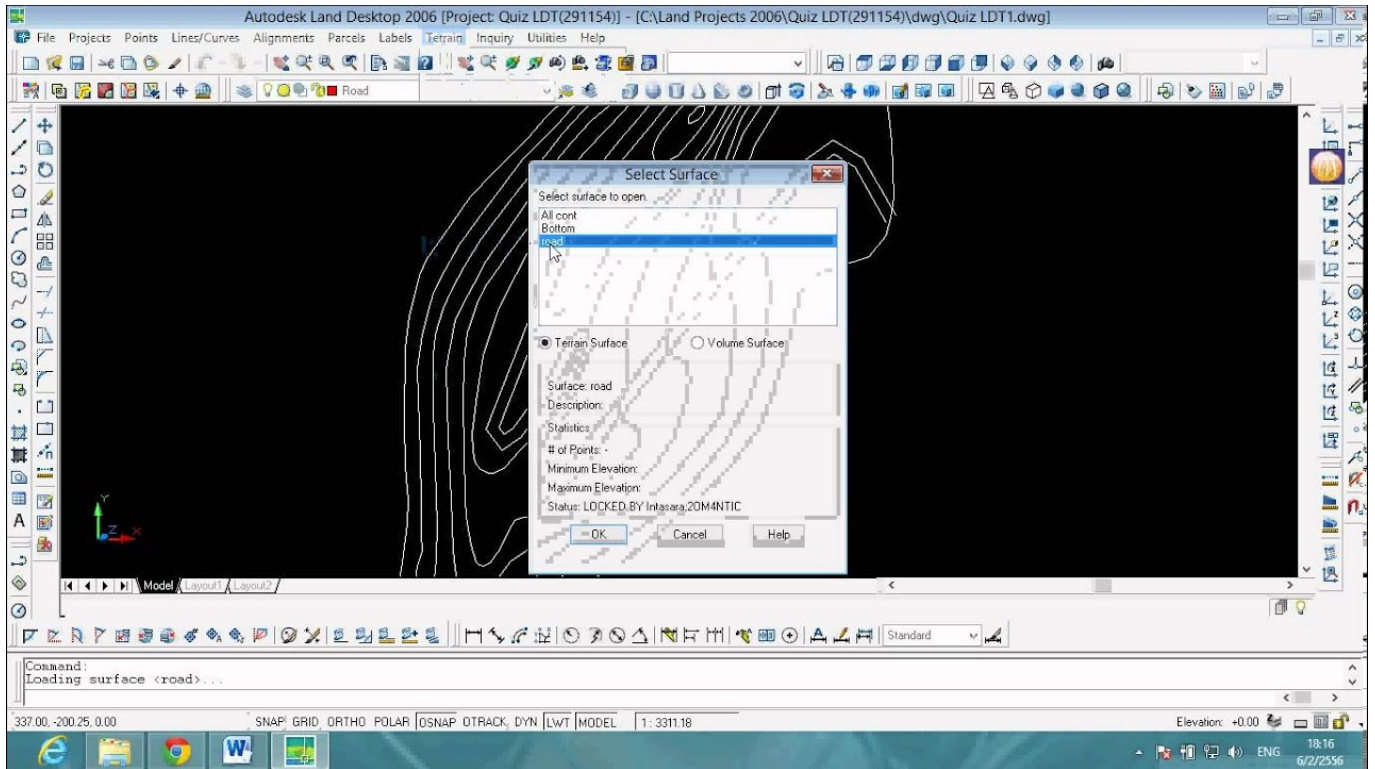 Autodesk Land Desktop 2006 [Project: Quiz LDT(291154)] - [C:\Land Projects 2006\Quiz LDT(291154)\dwg\Quiz LDT1.dwg]
File Projects Points Lines/Curves Alignments Parcels Labels Terrain Inquiry Utilities Help
Road
Select Surface
Select surface to open.
All cont
Bottom
road
Terrain Surface Volume Surface
Surface: road
Description:
Statistics
# of Points: -
Minimum Elevation:
Maximum Elevation:
Status: LOCKED BY Intasara;20M4NTIC
OK Cancel Help
Y
Z X
Model Layout1 Layout2
Standard
Command:
Loading surface <road>...
337.00, -200.25, 0.00 SNAP GRID ORTHO POLAR OSNAP OTRACK DYN LWT MODEL 1: 3311.18 Elevation: +0.00
ENG 18:16
6/2/2556